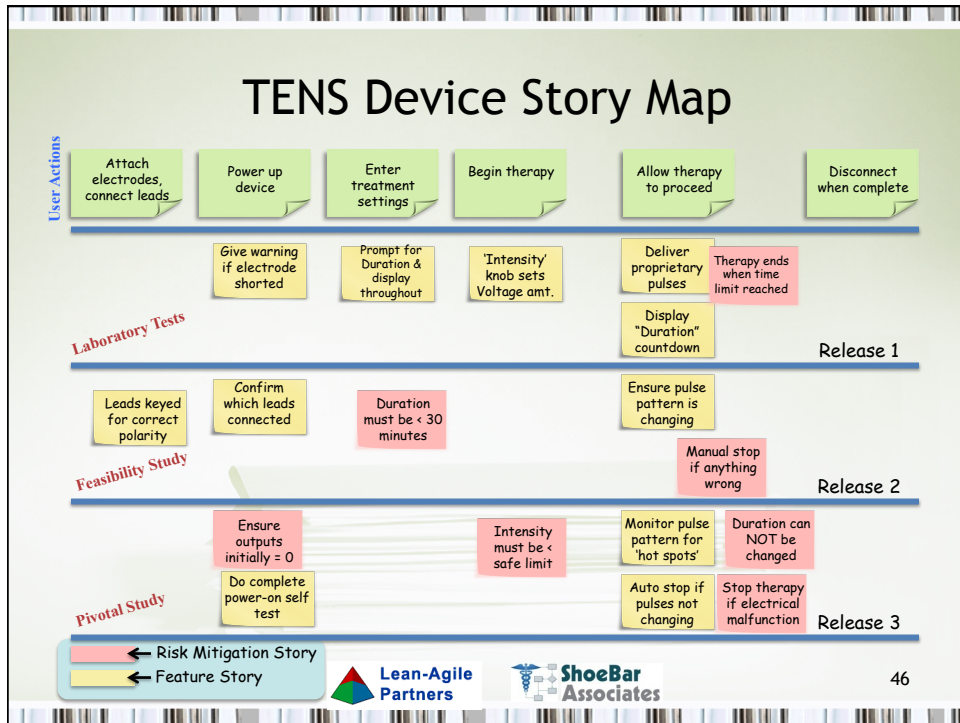 TENS Device Story Map
User Actions
Attach
electrodes,
connect leads
Power up
device
Enter
treatment
settings
Begin therapy
Allow therapy
to proceed
Disconnect
when complete
Give warning
if electrode
shorted
Prompt for
Duration &
display
throughout
‘Intensity’
knob sets
Voltage amt.
Deliver
proprietary
pulses
Therapy ends
when time
limit reached
Display
“Duration”
countdown
Laboratory Tests
Release 1
Leads keyed
for correct
polarity
Confirm
which leads
connected
Duration
must be < 30
minutes
Ensure pulse
pattern is
changing
Manual stop
if anything
wrong
Feasibility Study
Release 2
Ensure
outputs
initially = 0
Intensity
must be <
safe limit
Monitor pulse
pattern for
‘hot spots’
Duration can
NOT be
changed
Do complete
power-on self
test
Auto stop if
pulses not
changing
Stop therapy
if electrical
malfunction
Pivotal Study
Release 3
Risk Mitigation Story
Feature Story
Lean-Agile
Partners
ShoeBar
Associates
46